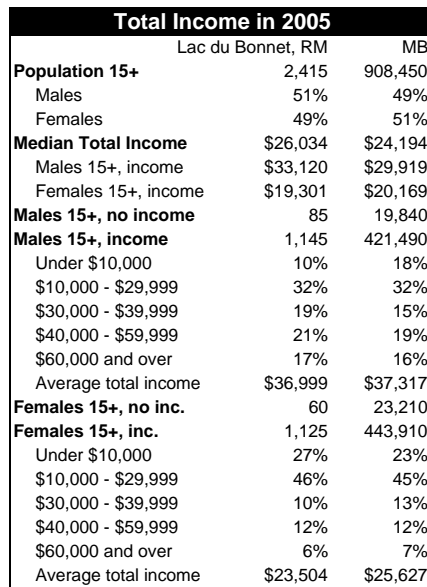 Total Income in 2005
Lac du Bonnet, RM MB
Population 15+ 2,415 908,450
Males 51% 49%
Females 49% 51%
Median Total Income $26,034 $24,194
Males 15+, income $33,120 $29,919
Females 15+, income $19,301 $20,169
Males 15+, no income 85 19,840
Males 15+, income 1,145 421,490
Under $10,000 10% 18%
$10,000 - $29,999 32% 32%
$30,000 - $39,999 19% 15%
$40,000 - $59,999 21% 19%
$60,000 and over 17% 16%
Average total income $36,999 $37,317
Females 15+, no inc. 60 23,210
Females 15+, inc. 1,125 443,910
Under $10,000 27% 23%
$10,000 - $29,999 46% 45%
$30,000 - $39,999 10% 13%
$40,000 - $59,999 12% 12%
$60,000 and over 6% 7%
Average total income $23,504 $25,627